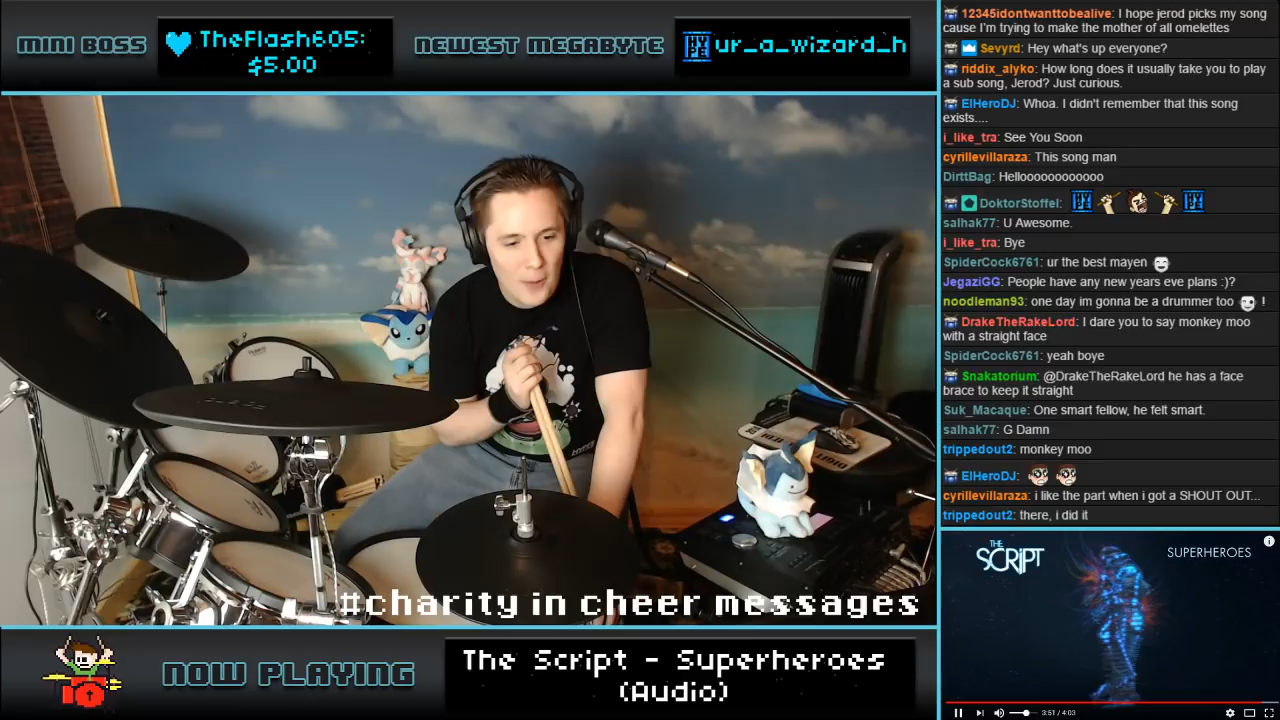 MINI BOSS
TheFlash605:
$5.00
NEWEST MEGABYTE
ur_a_wizard_h
12345idontwanttobealive: I hope jerod picks my song
cause I'm trying to make the mother of all omelettes
Sevyrd: Hey what's up everyone?
riddix_alyko: How long does it usually take you to play
a sub song, Jerod? Just curious.
ElHeroDJ: Whoa. I didn't remember that this song
exists....
i_like_tra: See You Soon
cyrillevillaraza: This song man
DirttBag: Hellooooooooooo
DoktorStoffel:
salhak77: U Awesome.
i_like_tra: Bye
SpiderCock6761: ur the best mayen
JegaziGG: People have any new years eve plans :)?
noodleman93: one day im gonna be a drummer too !
DrakeTheRakeLord: I dare you to say monkey moo
with a straight face
SpiderCock6761: yeah boye
Snakatorium: @DrakeTheRakeLord he has a face
brace to keep it straight
Suk_Macaque: One smart fellow, he felt smart.
salhak77: G Damn
trippedout2: monkey moo
ElHeroDJ:
cyrillevillaraza: i like the part when i got a SHOUT OUT...
trippedout2: there, i did it
#charity in cheer messages
THE
SCRIPT
SUPERHEROES
3:51 / 4:03
NOW PLAYING
The Script - Superheroes
(Audio)